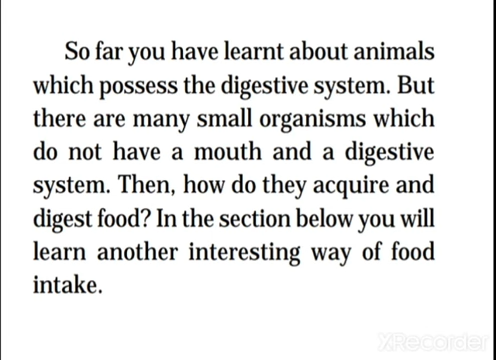 So far you have learnt about animals
which possess the digestive system. But
there are many small organisms which
do not have a mouth and a digestive
system. Then, how do they acquire and
digest food? In the section below you will
learn another interesting way of food
intake.
XRecorder